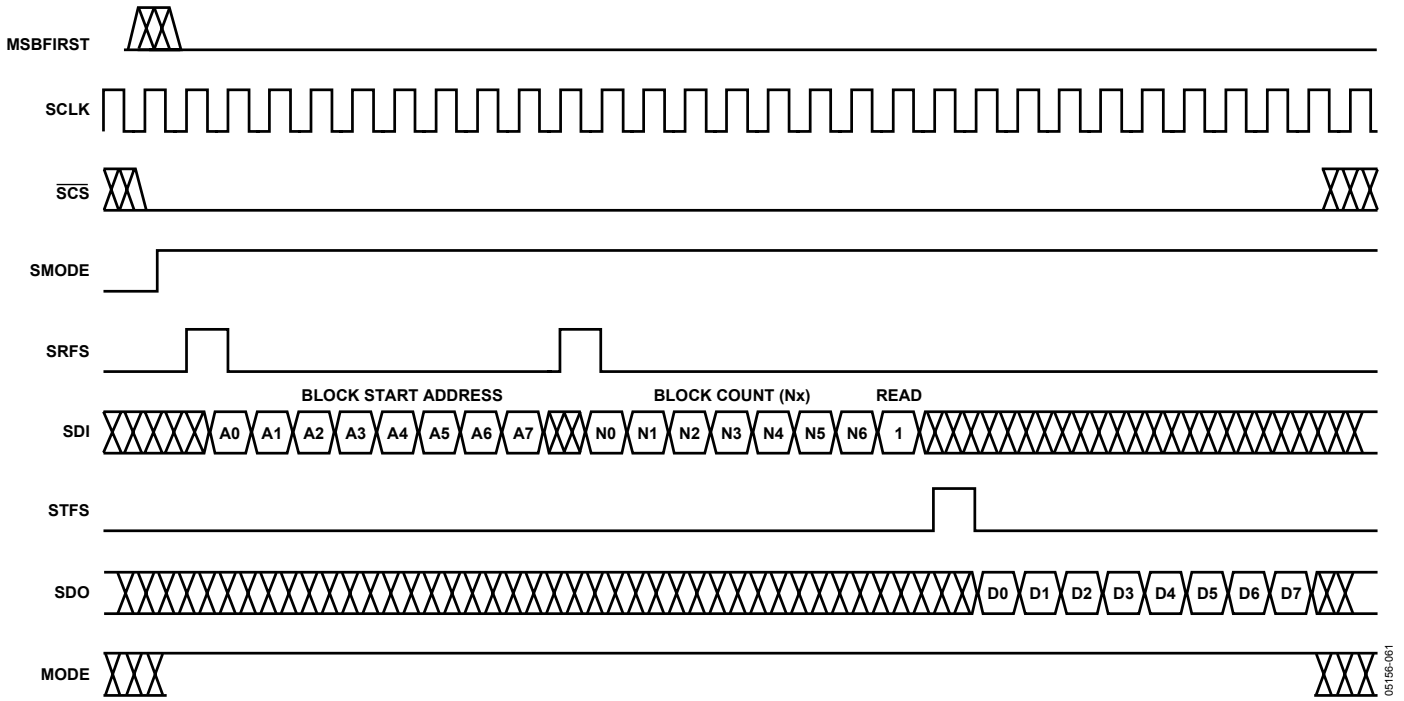 MSBFIRST
SCLK
SCS
SMODE
SRFS
BLOCK START ADDRESS BLOCK COUNT (Nx) READ
SDI A0 A1 A2 A3 A4 A5 A6 A7 N0 N1 N2 N3 N4 N5 N6 1
STFS
SDO D0 D1 D2 D3 D4 D5 D6 D7
MODE
05156-061